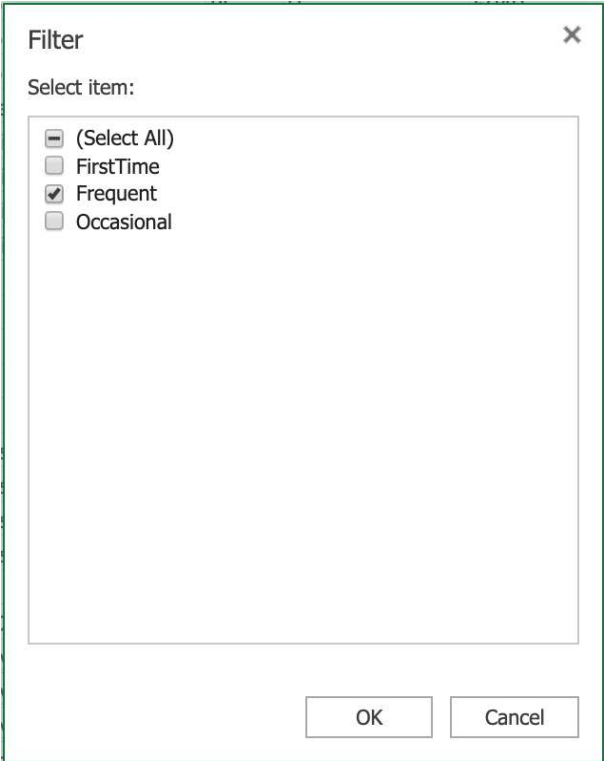 Filter
Select item:
(Select All)
FirstTime
Frequent
Occasional
OK
Cancel